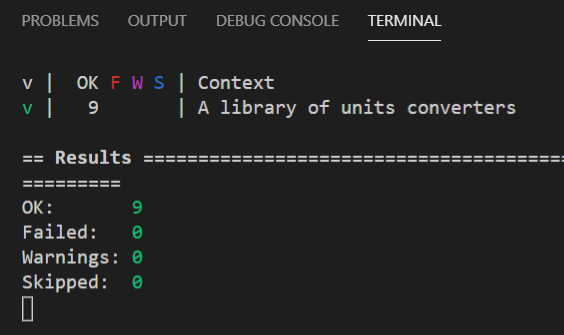 PROBLEMS OUTPUT DEBUG CONSOLE TERMINAL
v | OK F W S | Context
v | 9 | A library of units converters
== Results =======================================
=========
OK: 9
Failed: 0
Warnings: 0
Skipped: 0